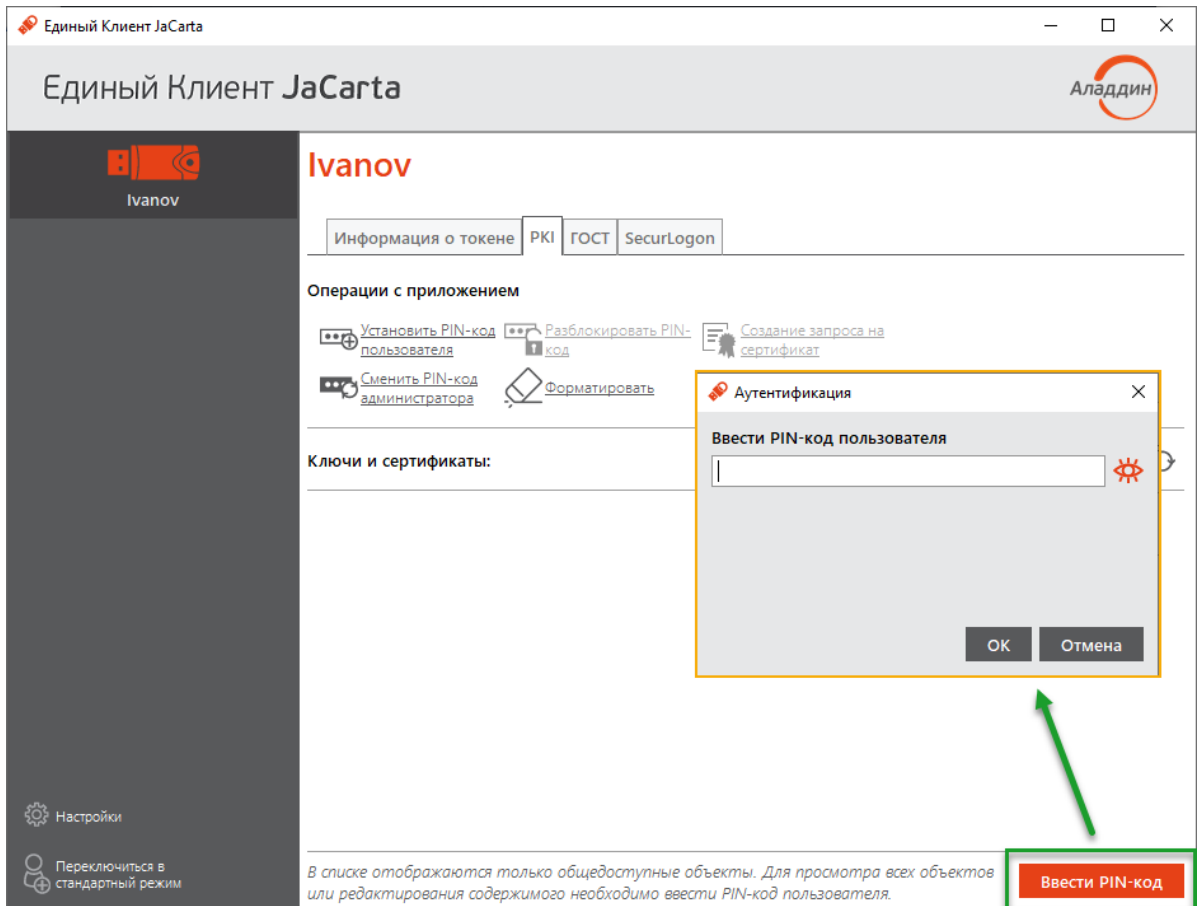 Единый Клиент JaCarta
Единый Клиент JaCarta
Аладдин
Ivanov
Ivanov
Информация о токене
PKI
ГОСТ
SecurLogon
Операции с приложением
Установить PIN-код
пользователя
Разблокировать PIN-
код
Создание запроса на
сертификат
Сменить PIN-код
администратора
Форматировать
Ключи и сертификаты:
Аутентификация
Ввести PIN-код пользователя
ОК
Отмена
Настройки
Переключиться в
стандартный режим
В списке отображаются только общедоступные объекты. Для просмотра всех объектов
или редактирования содержимого необходимо ввести PIN-код пользователя.
Ввести PIN-код